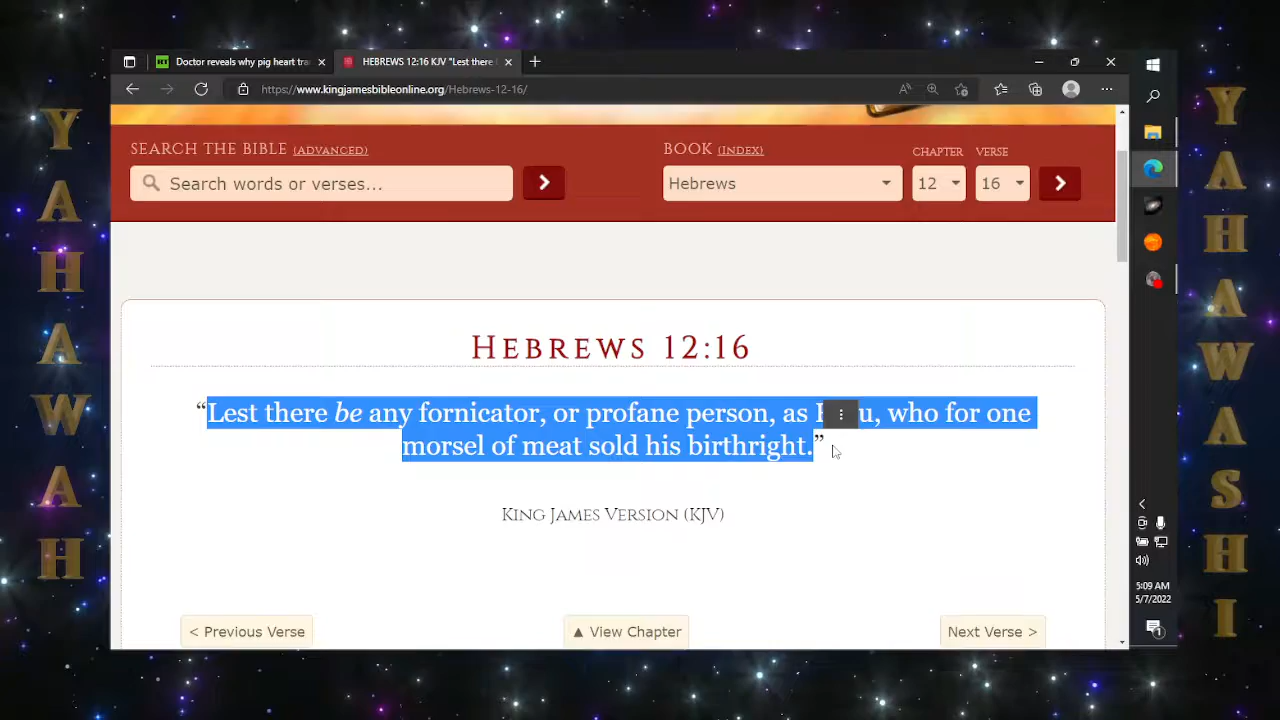 Doctor reveals why pig heart tra
HEBREWS 12:16 KJV "Lest there
https://www.kingjamesbibleonline.org/Hebrews-12-16/
SEARCH THE BIBLE (ADVANCED)
BOOK (INDEX)
CHAPTER
VERSE
Search words or verses...
Hebrews
12
16
HEBREWS 12:16
“Lest there be any fornicator, or profane person, as who for one
morsel of meat sold his birthright.”
KING JAMES VERSION (KJV)
< Previous Verse
▲ View Chapter
Next Verse >
5:09 AM
5/7/2022
1
RT
YAHAWAH
YAHAWASHI